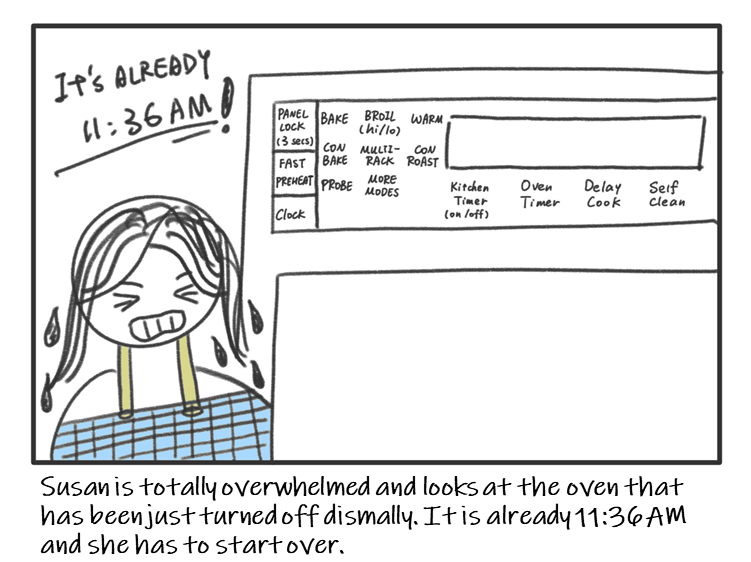 It's ALREADY
11:36 AM!
PANEL
LOCK
(3 secs)
FAST
PREHEAT
Clock
BAKE
BROIL
(hi/lo)
WARM
CON
BAKE
MULTI-
RACK
CON
ROAST
PROBE
MORE
MODES
Kitchen
Timer
(on/off)
Oven
Timer
Delay
Cook
Self
Clean
Susan is totally overwhelmed and looks at the oven that
has been just turned off dismally. It is already 11:36 AM
and she has to start over.